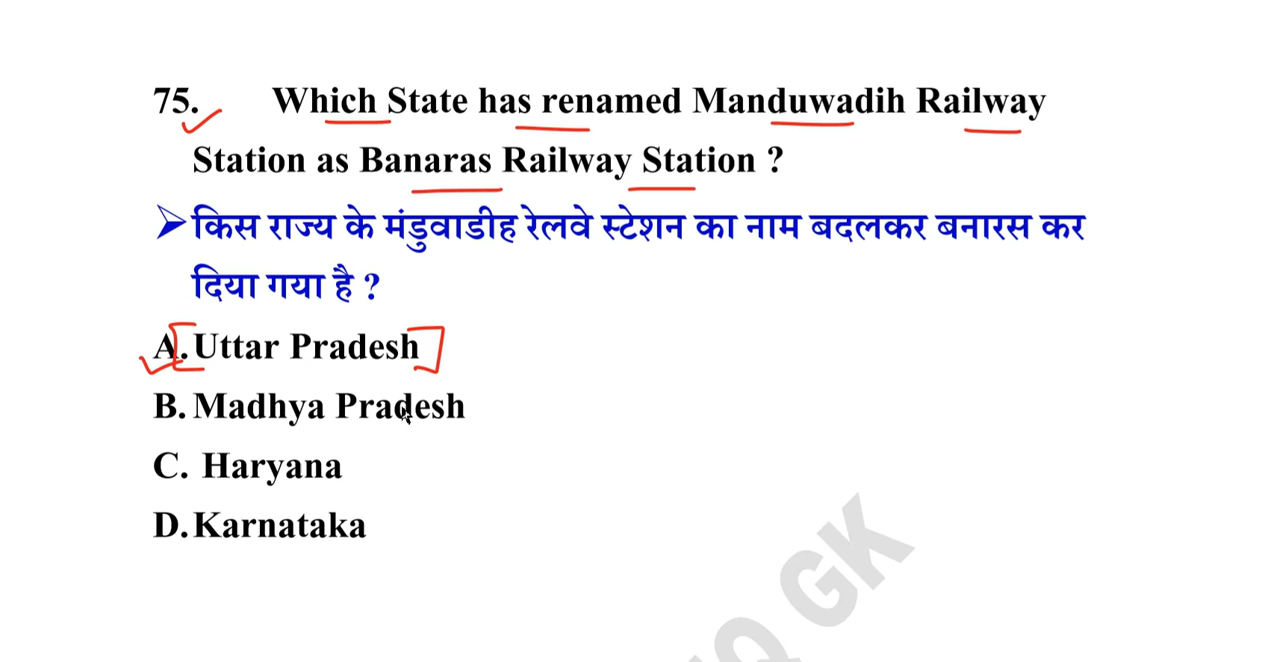 75. Which State has renamed Manduwadih Railway
Station as Banaras Railway Station ?
➢किस राज्य के मंडुवाडीह रेलवे स्टेशन का नाम बदलकर बनारस कर
दिया गया है ?
A. Uttar Pradesh
B. Madhya Pradesh
C. Haryana
D. Karnataka
GK